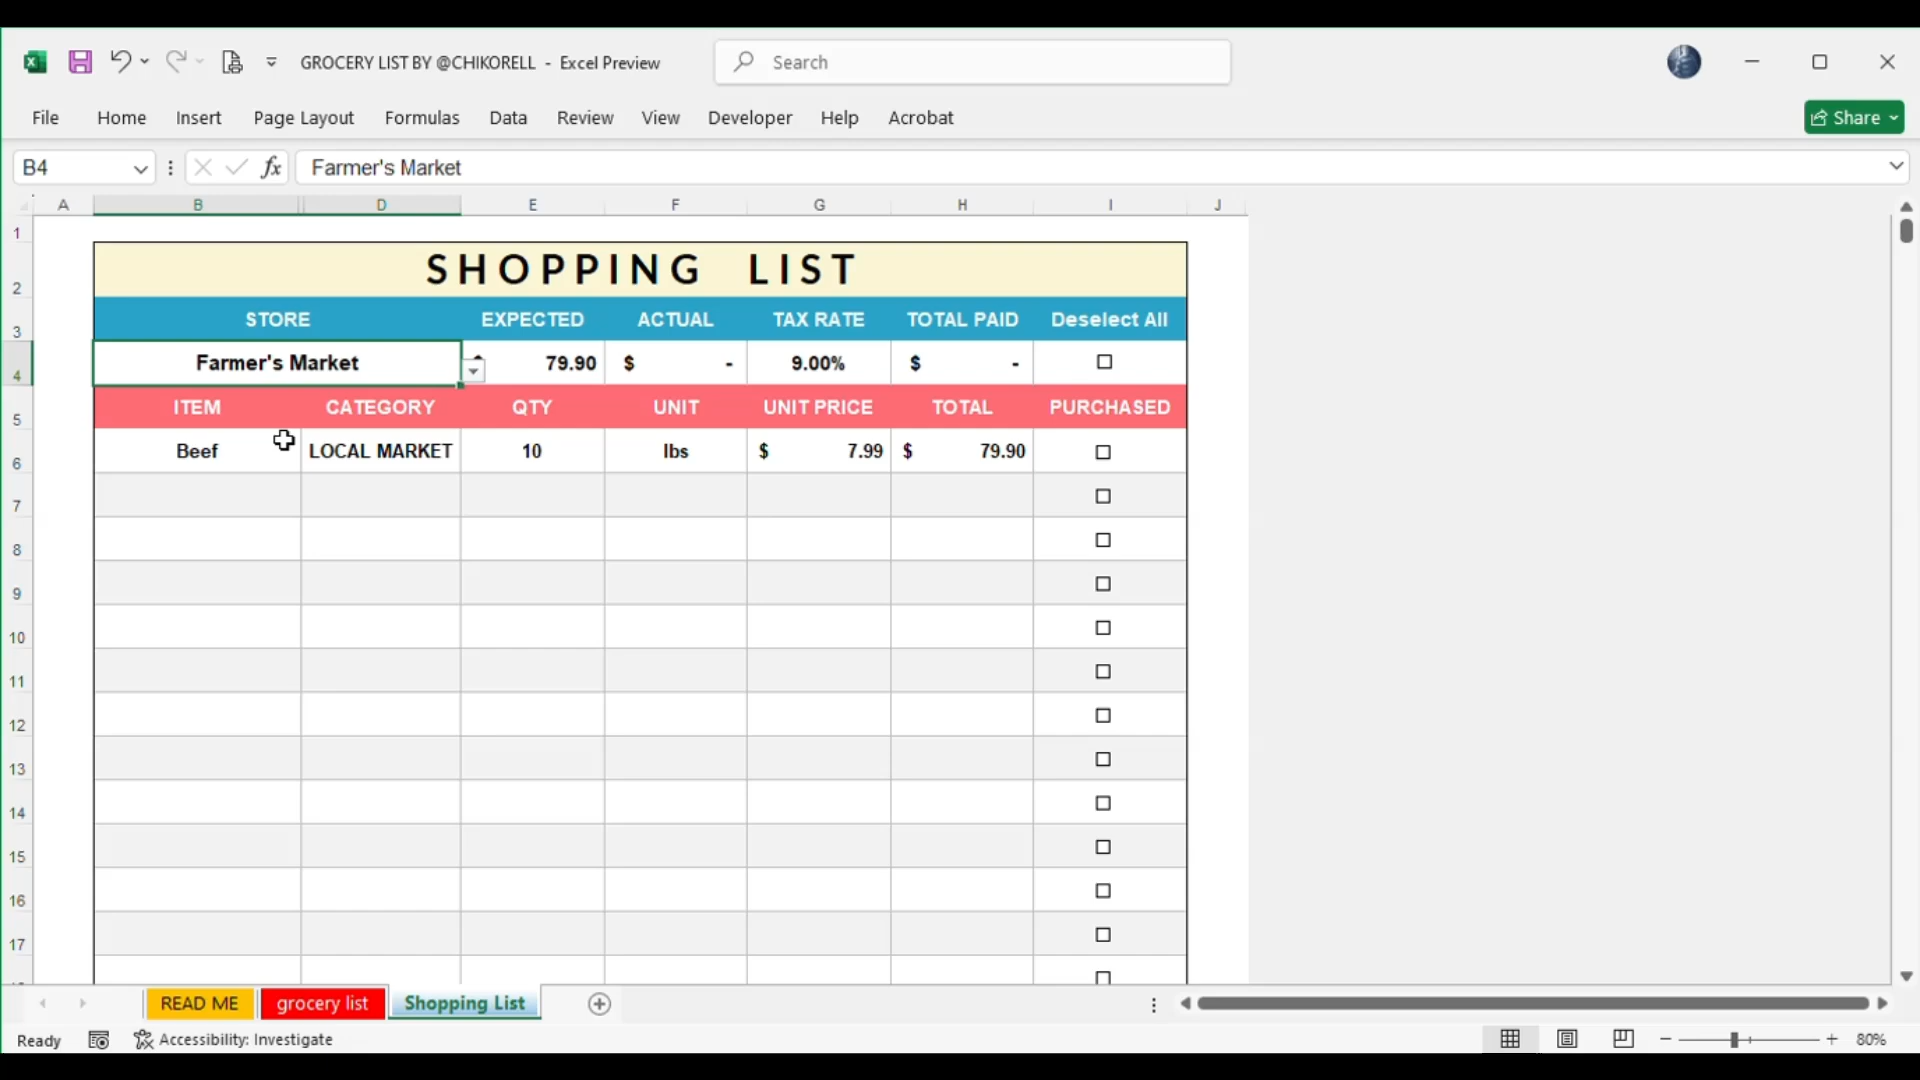 GROCERY LIST BY @CHIKORELL - Excel Preview
Search
File Home Insert Page Layout Formulas Data Review View Developer Help Acrobat
Share
B4
fx
Farmer's Market
A B D E F G H I J
1
SHOPPING LIST
2
STORE EXPECTED ACTUAL TAX RATE TOTAL PAID Deselect All
3
Farmer's Market 79.90 $ - 9.00% $ -
4
ITEM CATEGORY QTY UNIT UNIT PRICE TOTAL PURCHASED
5
Beef LOCAL MARKET 10 lbs $ 7.99 $ 79.90
6
7
8
9
10
11
12
13
14
15
16
17
READ ME grocery list Shopping List
Ready Accessibility: Investigate 80%